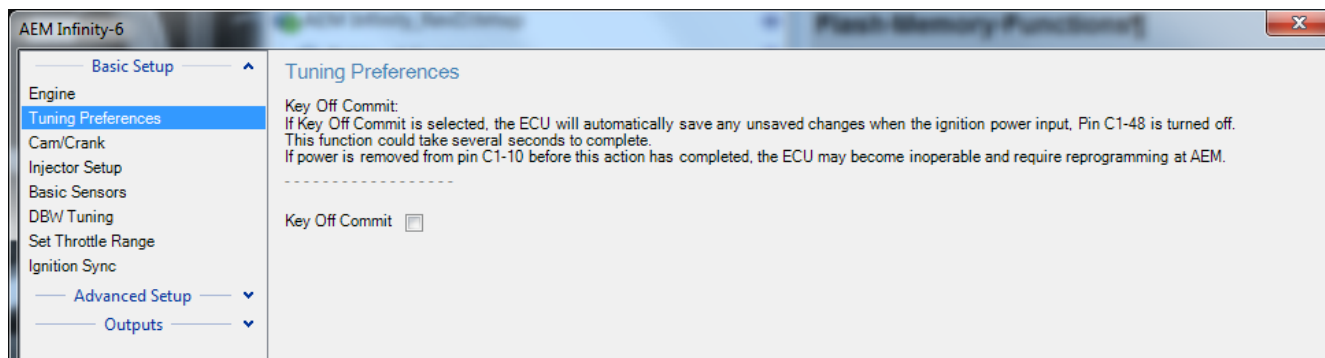 AEM Infinity-6
Flash-Memory-Functions¶
Basic Setup
Engine
Tuning Preferences
Cam/Crank
Injector Setup
Basic Sensors
DBW Tuning
Set Throttle Range
Ignition Sync
Advanced Setup
Outputs
Tuning Preferences
Key Off Commit:
If Key Off Commit is selected, the ECU will automatically save any unsaved changes when the ignition power input, Pin C1-48 is turned off.
This function could take several seconds to complete.
If power is removed from pin C1-10 before this action has completed, the ECU may become inoperable and require reprogramming at AEM.
- - - - - - - - - - - - - - - - - -
Key Off Commit